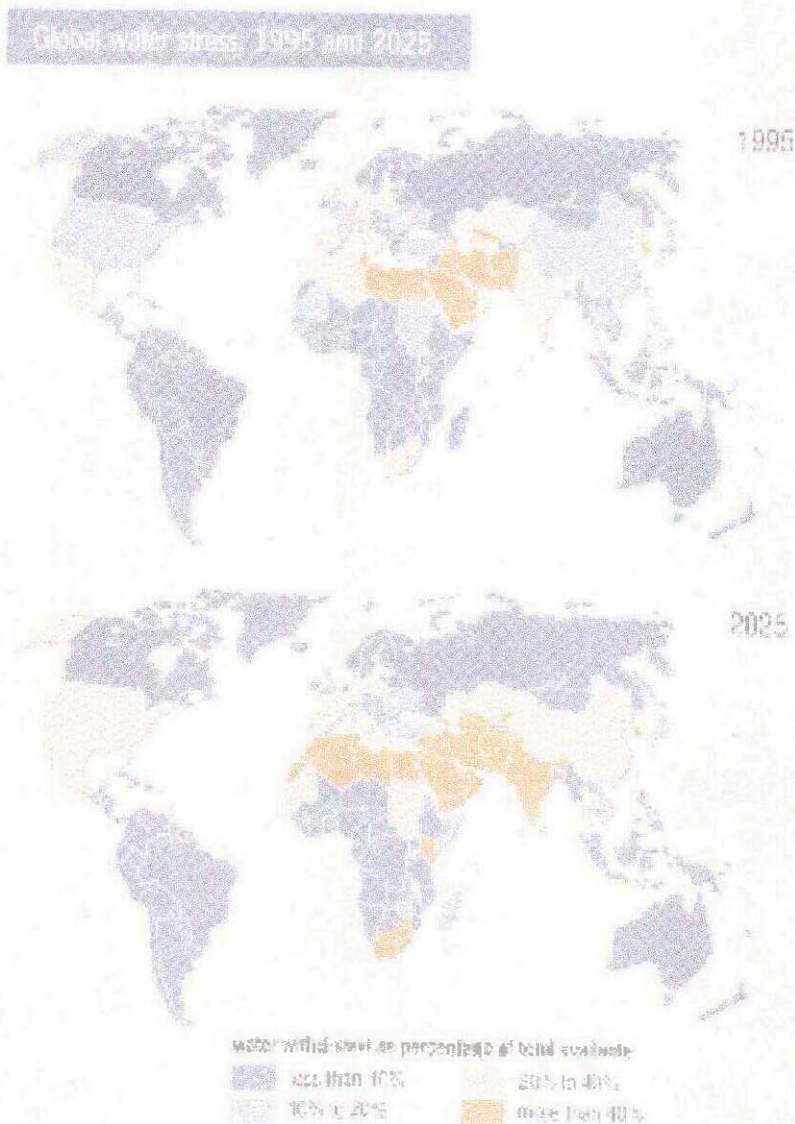 Global water stress, 1995 and 2025
1995
2025
water withdrawal as percentage of total available
less than 10%
20% to 40%
10% to 20%
more than 40%